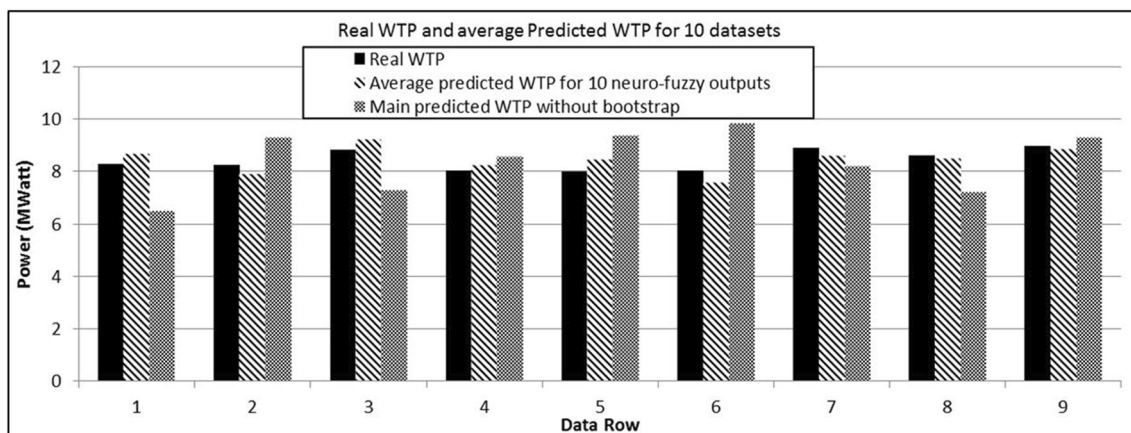 Real WTP and average Predicted WTP for 10 datasets
Real WTP
Average predicted WTP for 10 neuro-fuzzy outputs
Main predicted WTP without bootstrap
Power (MWatt)
12
10
8
6
4
2
0
1 2 3 4 5 6 7 8 9
Data Row